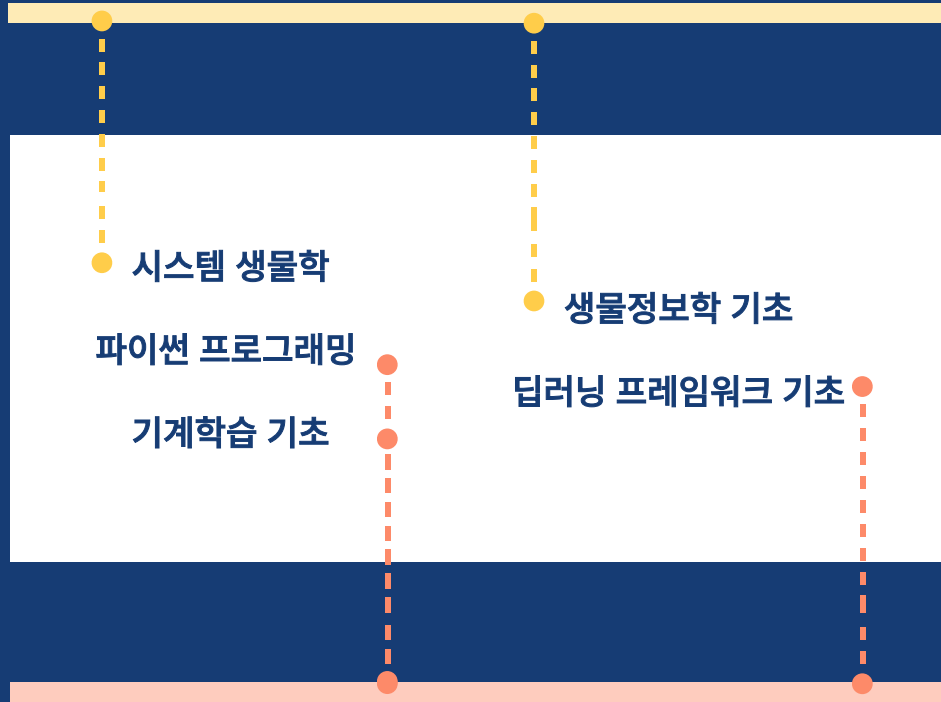 시스템 생물학
파이썬 프로그래밍
기계학습 기초
생물정보학 기초
딥러닝 프레임워크 기초